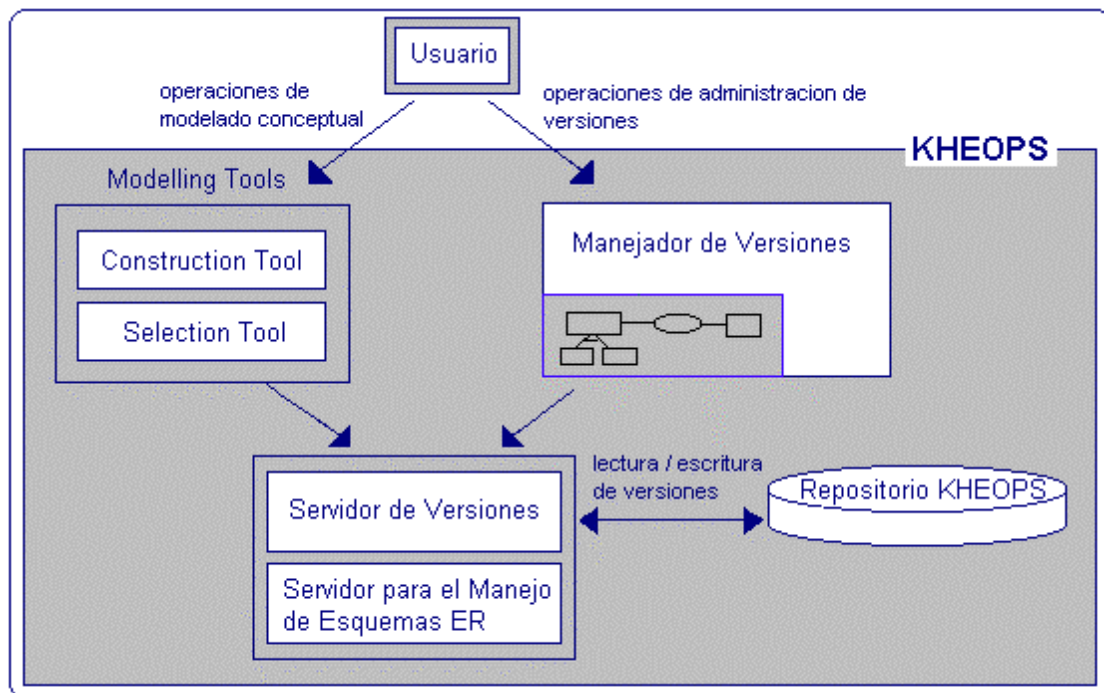 Usuario
operaciones de
modelado conceptual
operaciones de administracion de
versiones
KHEOPS
Modelling Tools
Construction Tool
Selection Tool
Manejador de Versiones
Servidor de Versiones
Servidor para el Manejo
de Esquemas ER
lectura / escritura
de versiones
Repositorio KHEOPS